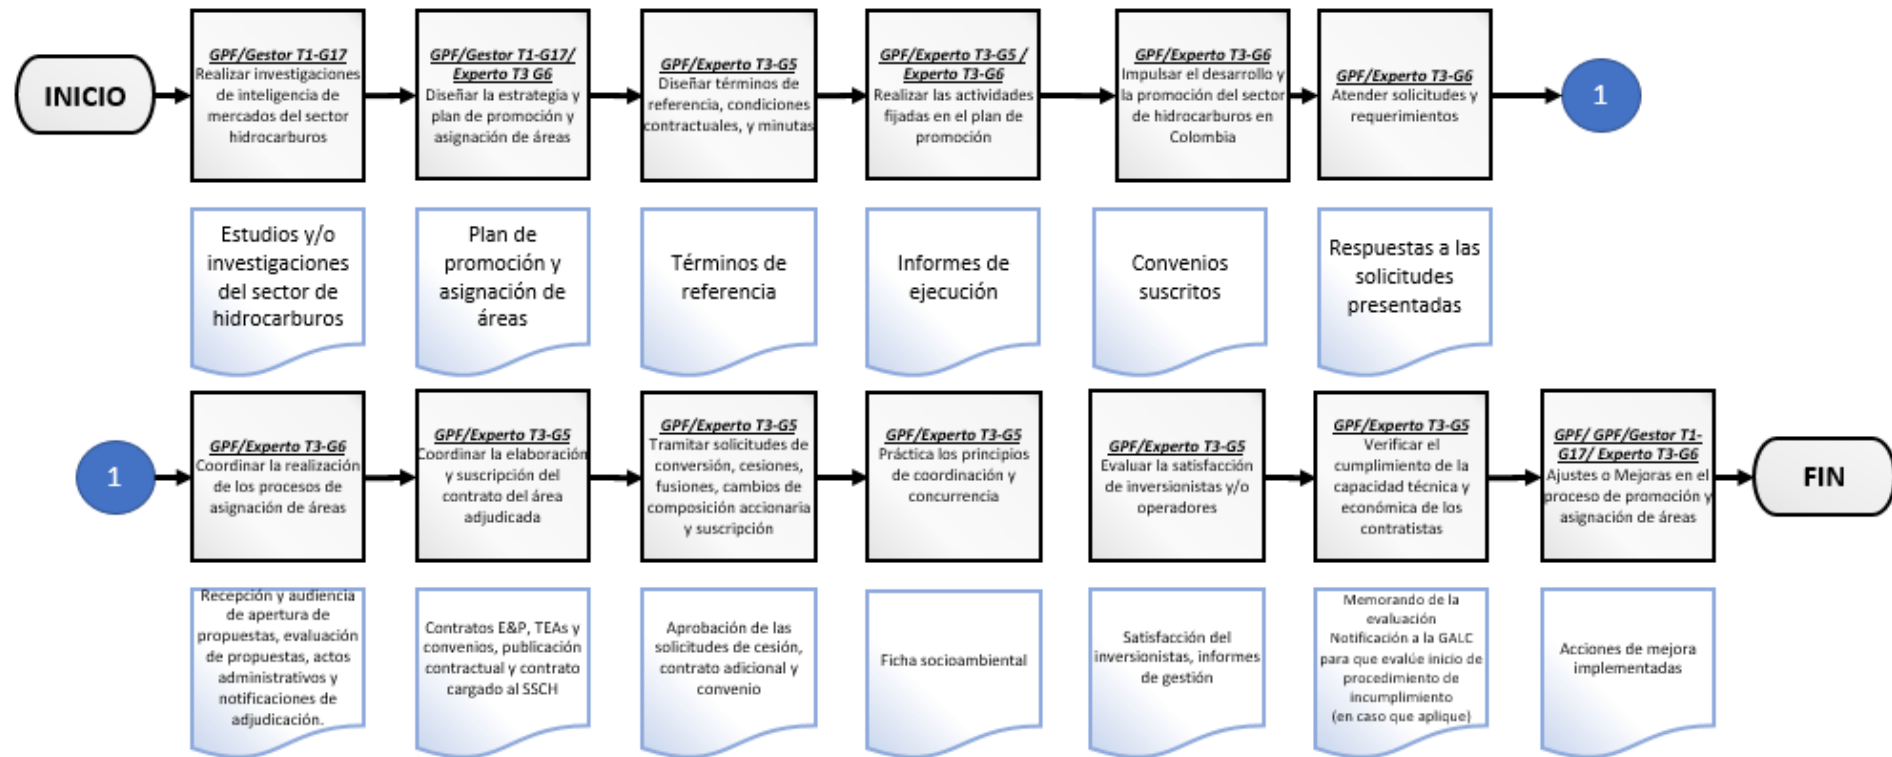 INICIO
GPF/Gestor T1-G17
Realizar investigaciones
de inteligencia de
mercados del sector
hidrocarburos
GPF/Gestor T1-G17/
Experto T3 G6
Diseñar la estrategia y
plan de promoción y
asignación de áreas
GPF/Experto T3-G5
Diseñar términos de
referencia, condiciones
contractuales, y minutas
GPF/Experto T3-G5 /
Experto T3-G6
Realizar las actividades
fijadas en el plan de
promoción
GPF/Experto T3-G6
Impulsar el desarrollo y
la promoción del sector
de hidrocarburos en
Colombia
GPF/Experto T3-G6
Atender solicitudes y
requerimientos
1
Estudios y/o
investigaciones
del sector de
hidrocarburos
Plan de
promoción y
asignación de
áreas
Términos de
referencia
Informes de
ejecución
Convenios
suscritos
Respuestas a las
solicitudes
presentadas
1
GPF/Experto T3-G6
Coordinar la realización
de los procesos de
asignación de áreas
GPF/Experto T3-G5
Coordinar la elaboración
y suscripción del
contrato del área
adjudicada
GPF/Experto T3-G5
Tramitar solicitudes de
conversión, cesiones,
fusiones, cambios de
composición accionaria
y suscripción
GPF/Experto T3-G5
Práctica los principios
de coordinación y
concurrencia
GPF/Experto T3-G5
Evaluar la satisfacción
de inversionistas y/o
operadores
GPF/Experto T3-G5
Verificar el
cumplimiento de la
capacidad técnica y
económica de los
contratistas
GPF/ GPF/Gestor T1-
G17/ Experto T3-G6
Ajustes o Mejoras en el
proceso de promoción y
asignación de áreas
FIN
Recepción y audiencia
de apertura de
propuestas, evaluación
de propuestas, actos
administrativos y
notificaciones de
adjudicación.
Contratos E&P, TEAs y
convenios, publicación
contractual y contrato
cargado al SSCH
Aprobación de las
solicitudes de cesión,
contrato adicional y
convenio
Ficha socioambiental
Satisfacción del
inversionistas, informes
de gestión
Memorando de la
evaluación
Notificación a la GALC
para que evalúe inicio de
procedimiento de
incumplimiento
(en caso que aplique)
Acciones de mejora
implementadas